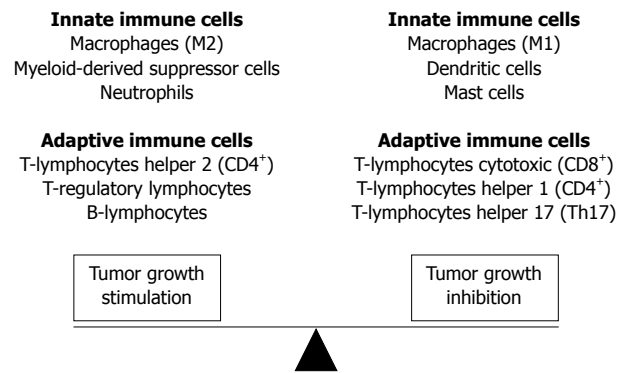 Innate immune cells
Macrophages (M2)
Myeloid-derived suppressor cells
Neutrophils
Adaptive immune cells
T-lymphocytes helper 2 (CD4⁺)
T-regulatory lymphocytes
B-lymphocytes
Innate immune cells
Macrophages (M1)
Dendritic cells
Mast cells
Adaptive immune cells
T-lymphocytes cytotoxic (CD8⁺)
T-lymphocytes helper 1 (CD4⁺)
T-lymphocytes helper 17 (Th17)
Tumor growth
stimulation
Tumor growth
inhibition